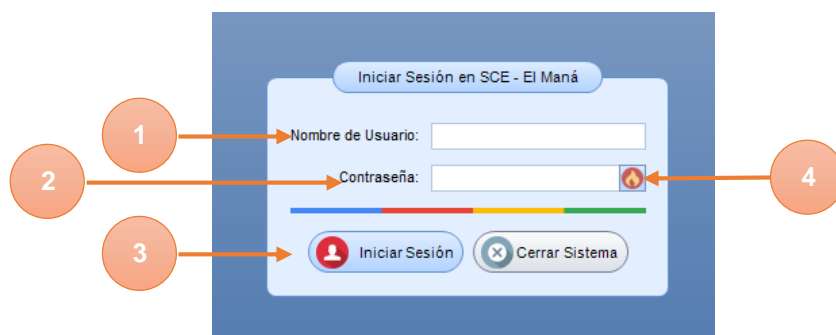 Iniciar Sesión en SCE - El Maná
1
Nombre de Usuario:
2
Contraseña:
4
3
Iniciar Sesión
Cerrar Sistema